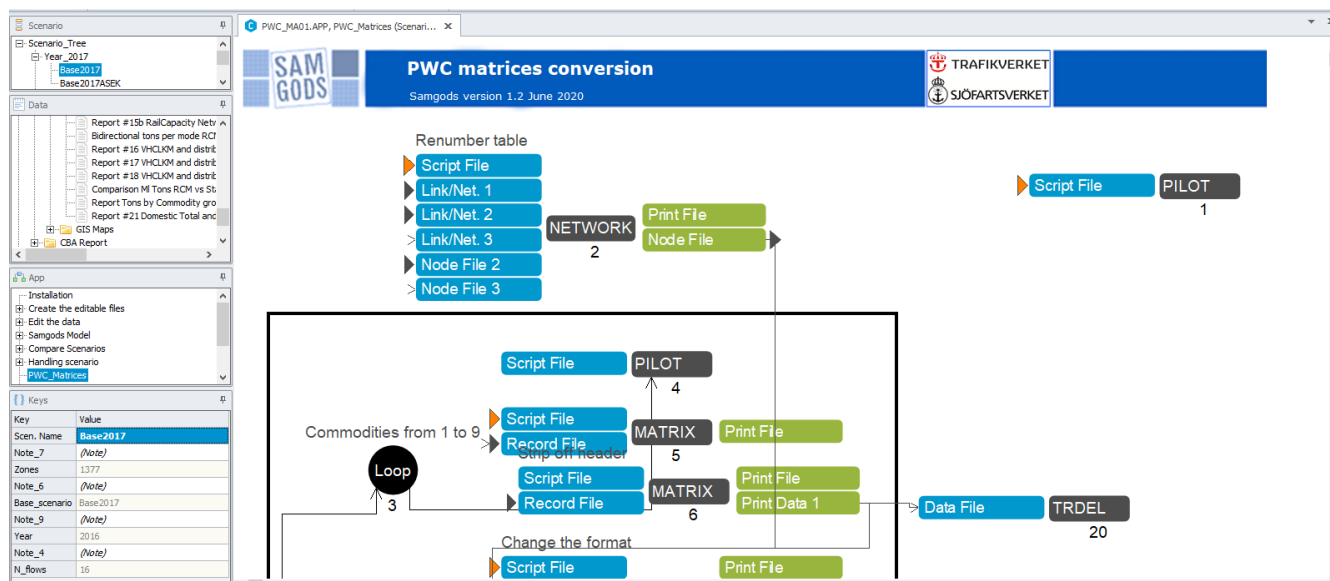 Scenario
Scenario_Tree
Year_2017
Base2017
Base2017ASEK
Data
Report #15b RailCapacity Netv
Bidirectional tons per mode RCM
Report #16 VHCLKM and distrib
Report #17 VHCLKM and distrib
Report #18 VHCLKM and distrib
Comparison Ml Tons RCM vs Sta
Report Tons by Commodity gro
Report #21 Domestic Total and
GIS Maps
CBA Report
App
Installation
Create the editable files
Edit the data
Samgods Model
Compare Scenarios
Handling scenario
PWC_Matrices
Keys
Key Value
Scen. Name Base2017
Note_7 (Note)
Zones 1377
Note_6 (Note)
Base_scenario Base2017
Note_9 (Note)
Year 2016
Note_4 (Note)
N_flows 16
PWC_MA01.APP, PWC_Matrices (Scenari... X
SAM
GODS
PWC matrices conversion
Samgods version 1.2 June 2020
TRAFIKVERKET
SJÖFARTSVERKET
Renumber table
Script File
Link/Net. 1
Link/Net. 2
Link/Net. 3
Node File 2
Node File 3
NETWORK
2
Print File
Node File
Script File
PILOT
1
Script File
PILOT
4
Commodities from 1 to 9
Script File
Record File
MATRIX
5
Print File
Loop
3
Strip off header
Script File
Record File
MATRIX
6
Print File
Print Data 1
Data File
TRDEL
20
Change the format
Script File
Print File